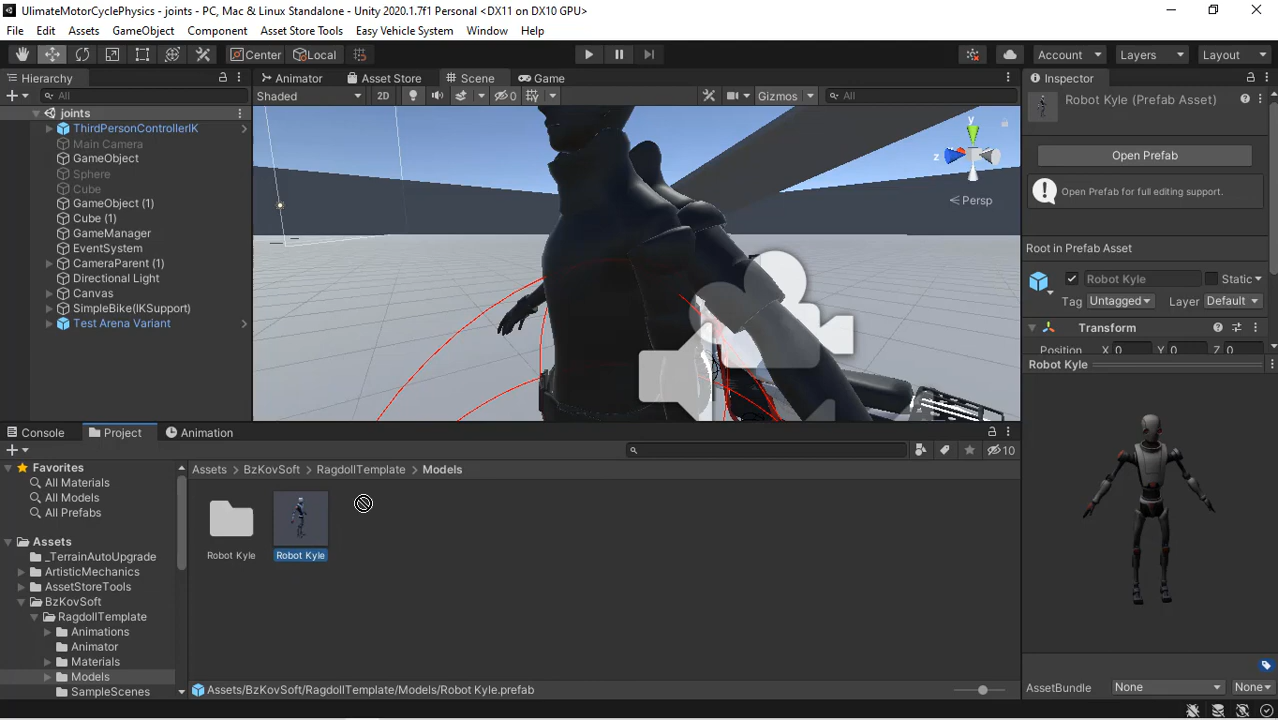 UlimateMotorCyclePhysics - joints - PC, Mac & Linux Standalone - Unity 2020.1.7f1 Personal <DX11 on DX10 GPU>
File Edit Assets GameObject Component Asset Store Tools Easy Vehicle System Window Help
Center Local Account Layers Layout
Hierarchy
All
joints
ThirdPersonControllerIK
Main Camera
GameObject
Sphere
Cube
GameObject (1)
Cube (1)
GameManager
EventSystem
CameraParent (1)
Directional Light
Canvas
SimpleBike(IKSupport)
Test Arena Variant
Animator Asset Store Scene Game
Shaded 2D 0 Gizmos All
y
z
Persp
Inspector
Robot Kyle (Prefab Asset)
Open Prefab
Open Prefab for full editing support.
Root in Prefab Asset
Robot Kyle Static
Tag Untagged Layer Default
Transform
Position X 0 Y 0 Z 0
Robot Kyle
AssetBundle None None
Console Project Animation
10
Favorites
All Materials
All Models
All Prefabs
Assets
_TerrainAutoUpgrade
ArtisticMechanics
AssetStoreTools
BzKovSoft
RagdollTemplate
Animations
Animator
Materials
Models
SampleScenes
Assets > BzKovSoft > RagdollTemplate > Models
Robot Kyle Robot Kyle
Assets/BzKovSoft/RagdollTemplate/Models/Robot Kyle.prefab